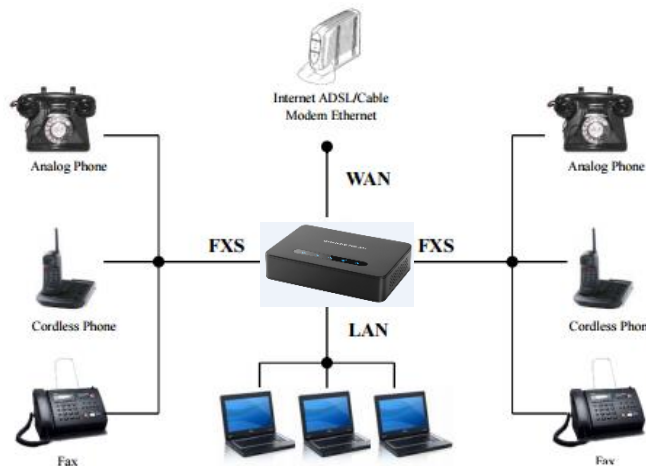 Internet ADSL/Cable
Modem Ethernet
Analog Phone
Analog Phone
WAN
FXS
FXS
Cordless Phone
Cordless Phon
LAN
Fax
Fax